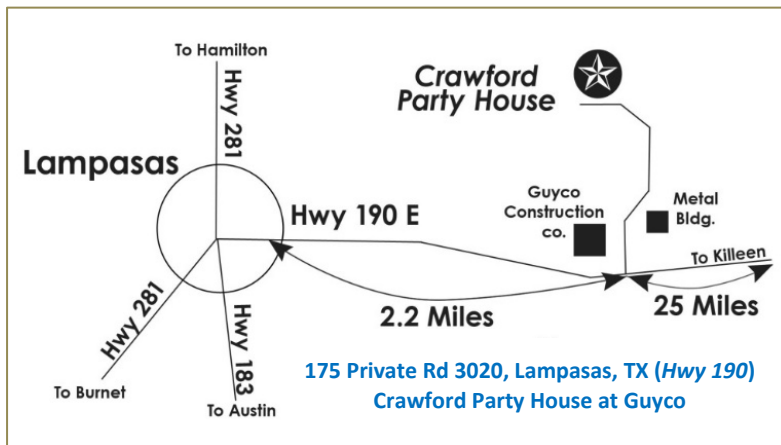 To Hamilton
Hwy 281
Lampasas
Crawford
Party House
Hwy 190 E
Guyco
Construction
co.
Metal
Bldg.
To Killeen
2.2 Miles
25 Miles
Hwy 281
Hwy 183
To Burnet
To Austin
175 Private Rd 3020, Lampasas, TX (Hwy 190)
Crawford Party House at Guyco